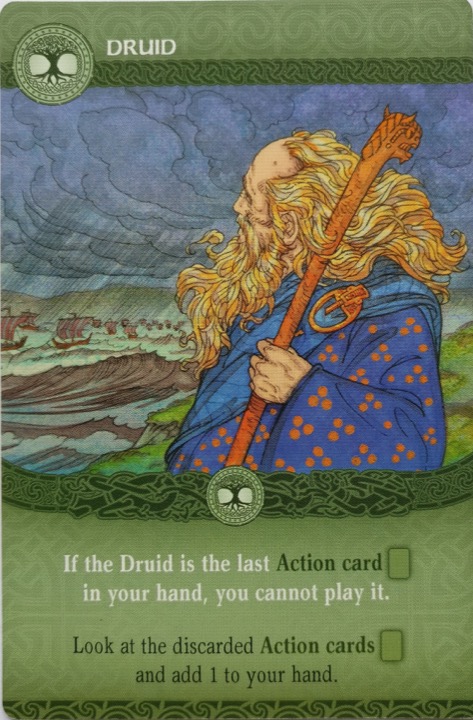 DRUID
If the Druid is the last Action card
in your hand, you cannot play it.
Look at the discarded Action cards
and add 1 to your hand.